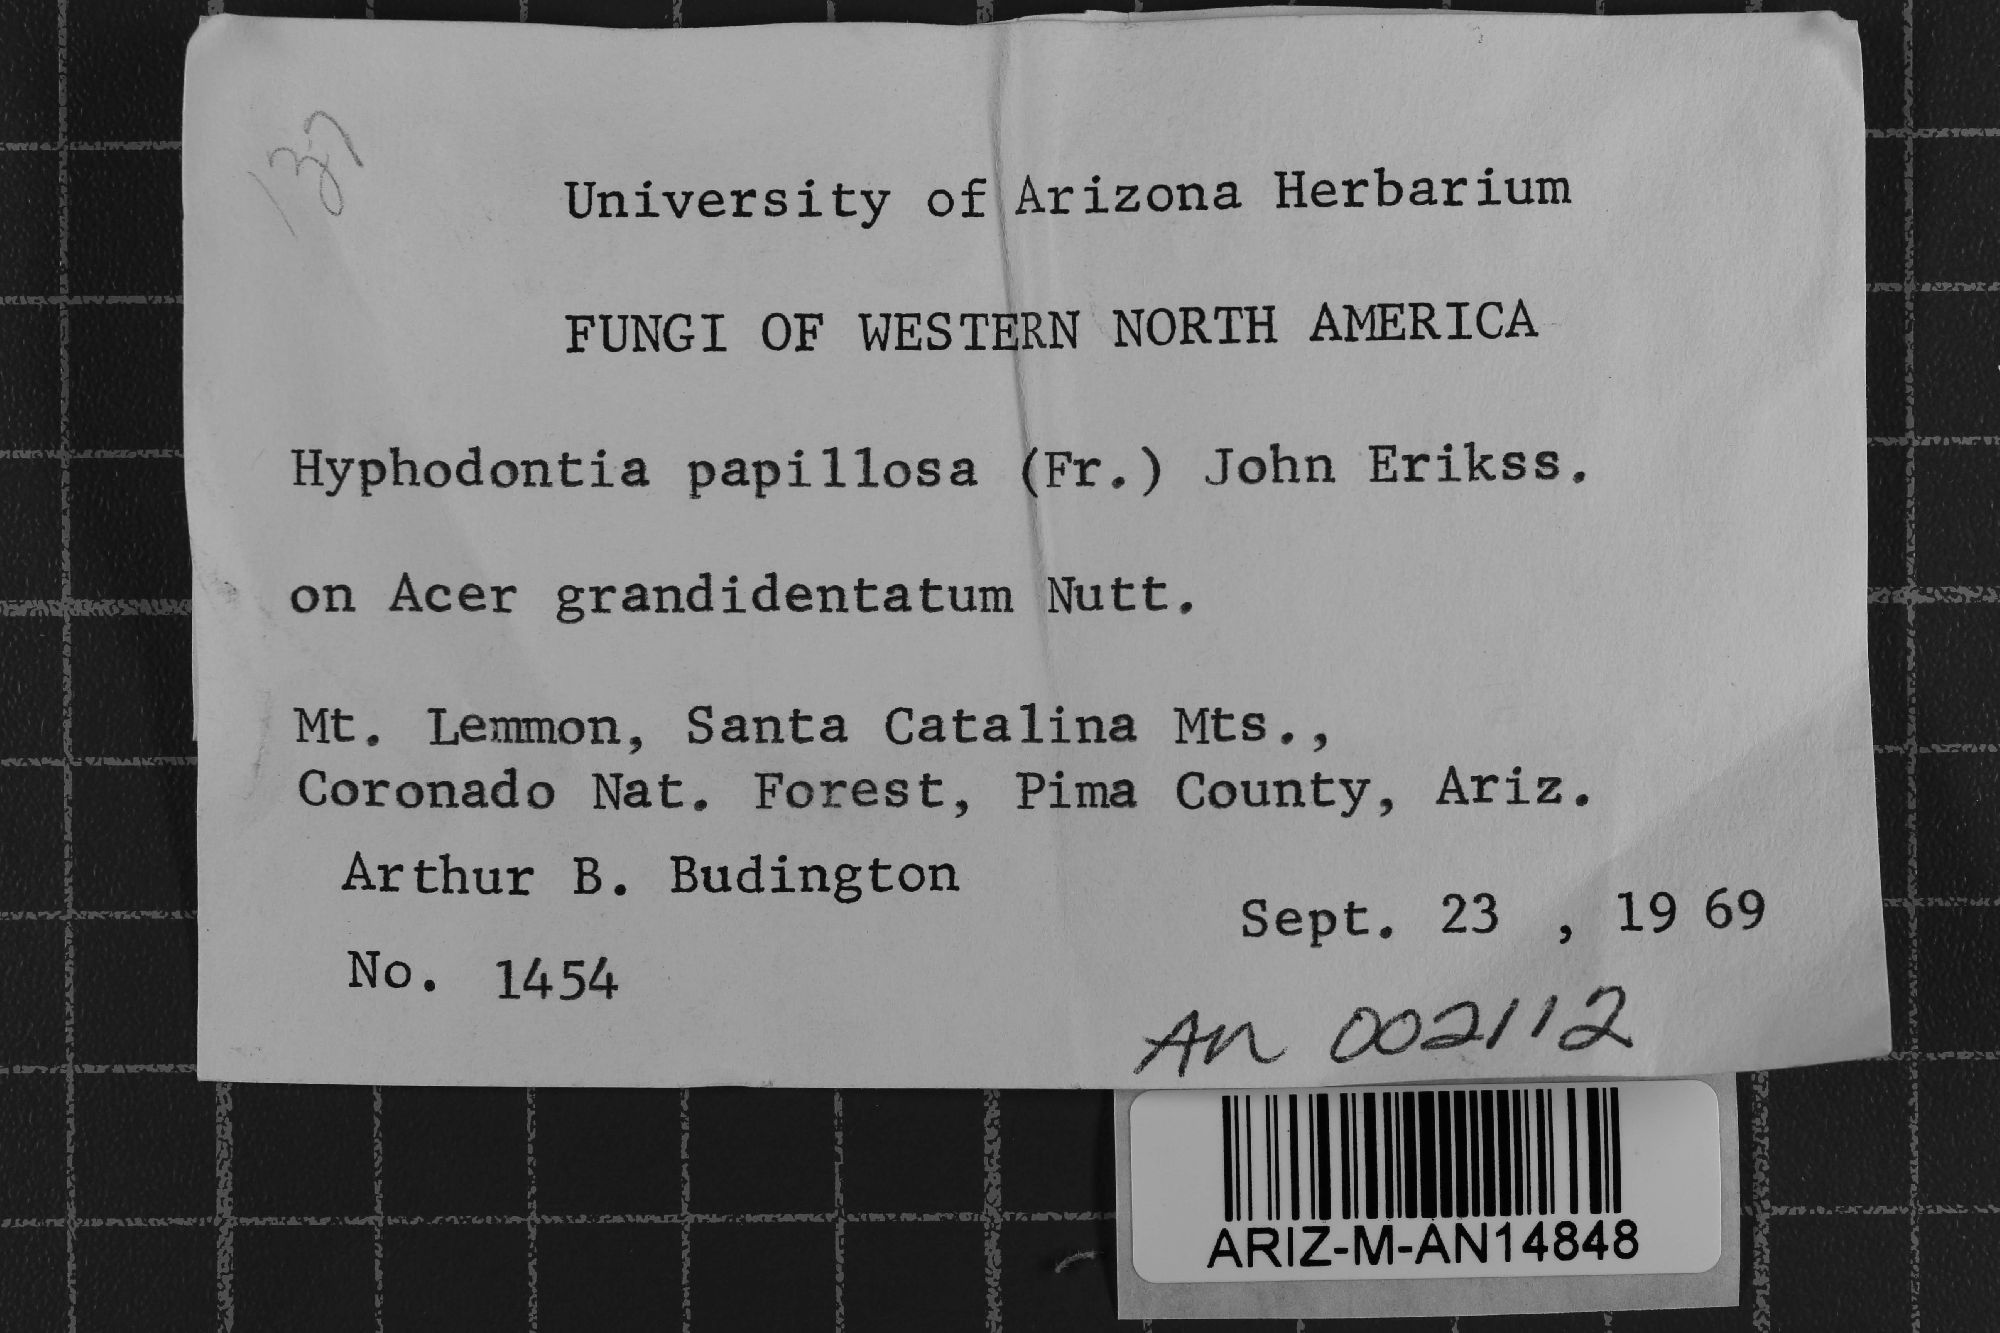 137
University of Arizona Herbarium
FUNGI OF WESTERN NORTH AMERICA
Hyphodontia papillosa (Fr.) John Erikss.
on Acer grandidentatum Nutt.
Mt. Lemmon, Santa Catalina Mts.,
Coronado Nat. Forest, Pima County, Ariz.
Arthur B. Budington
Sept. 23 , 19 69
No. 1454
An 002112
ARIZ-M-AN14848